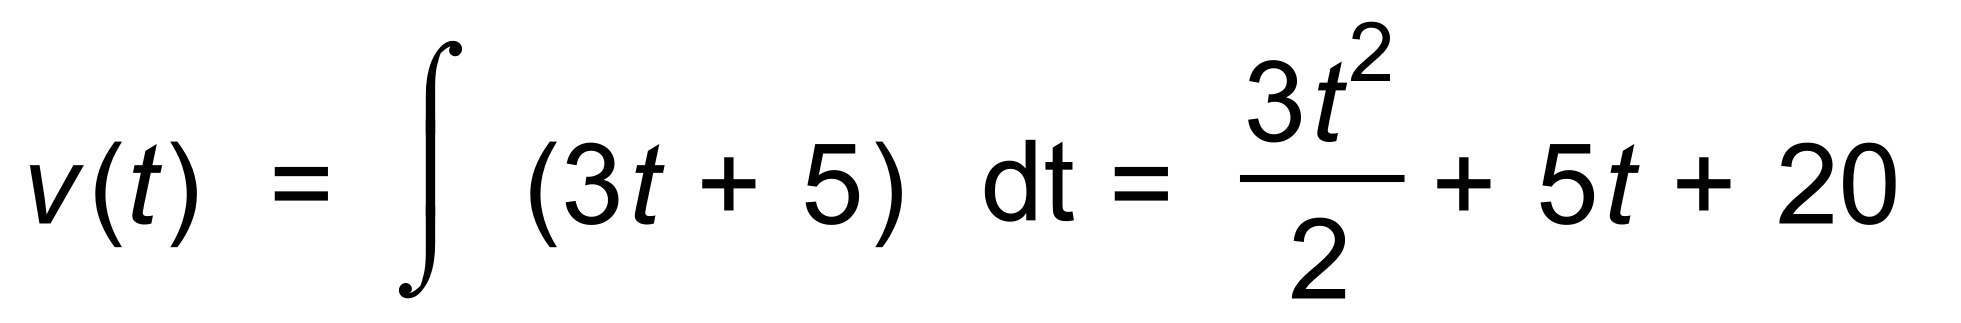 v(t) = ∫ (3t + 5) dt = 3t²/2 + 5t + 20